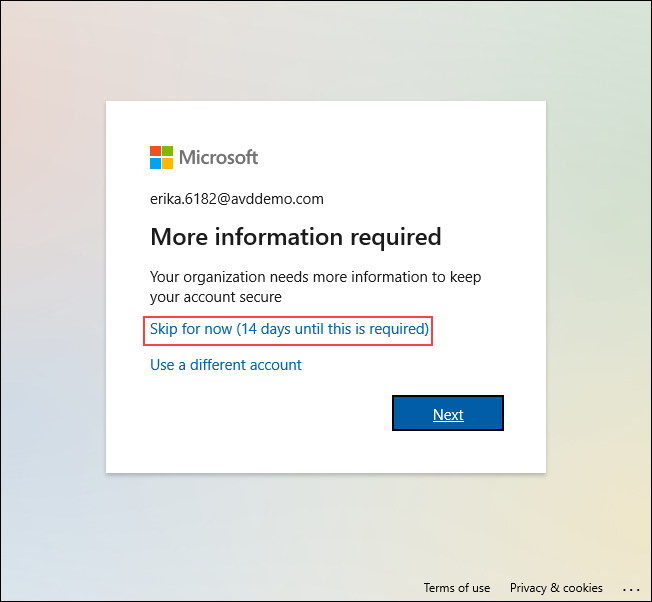 Microsoft
erika.6182@avddemo.com
More information required
Your organization needs more information to keep
your account secure
Skip for now (14 days until this is required)
Use a different account
Next
Terms of use Privacy & cookies ...